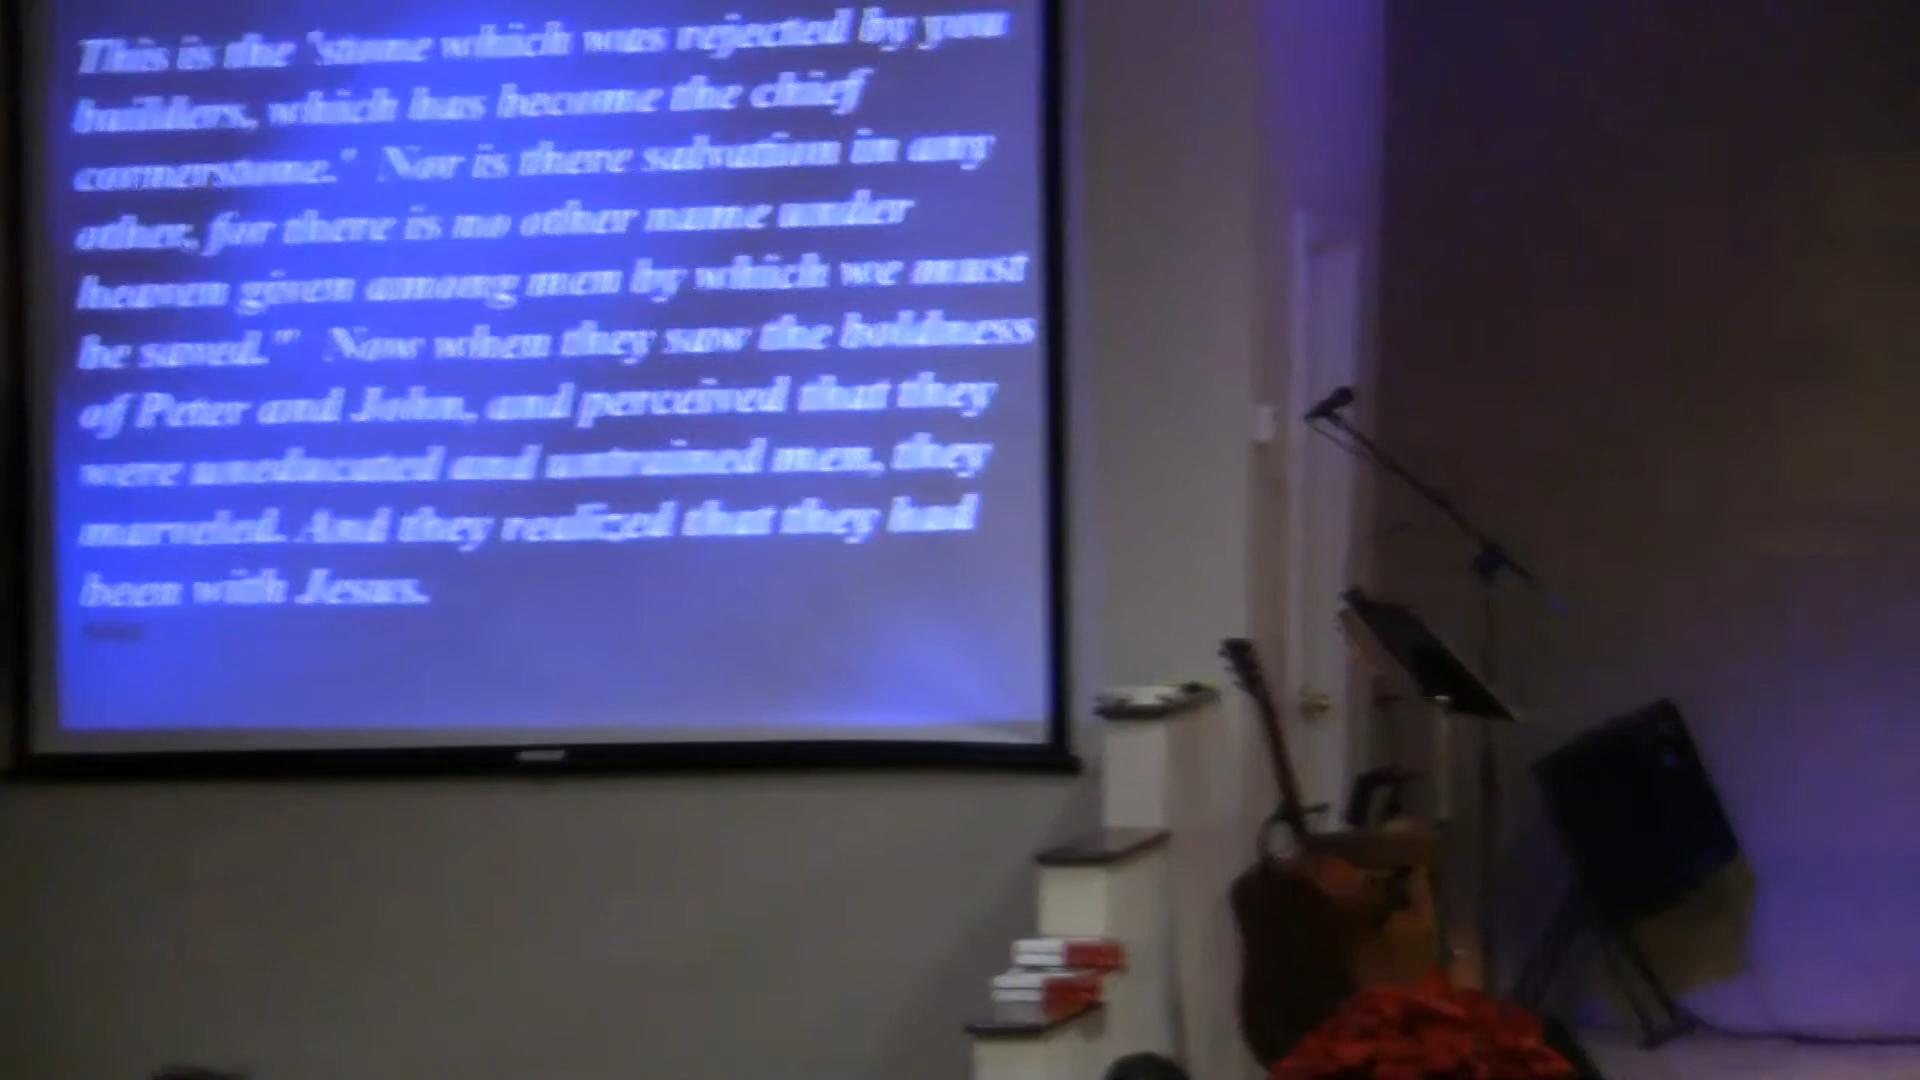 This is the 'stone which was rejected by you
builders, which has become the chief
cornerstone.' Nor is there salvation in any
other, for there is no other name under
heaven given among men by which we must
be saved." Now when they saw the boldness
of Peter and John, and perceived that they
were uneducated and untrained men, they
marveled. And they realized that they had
been with Jesus.